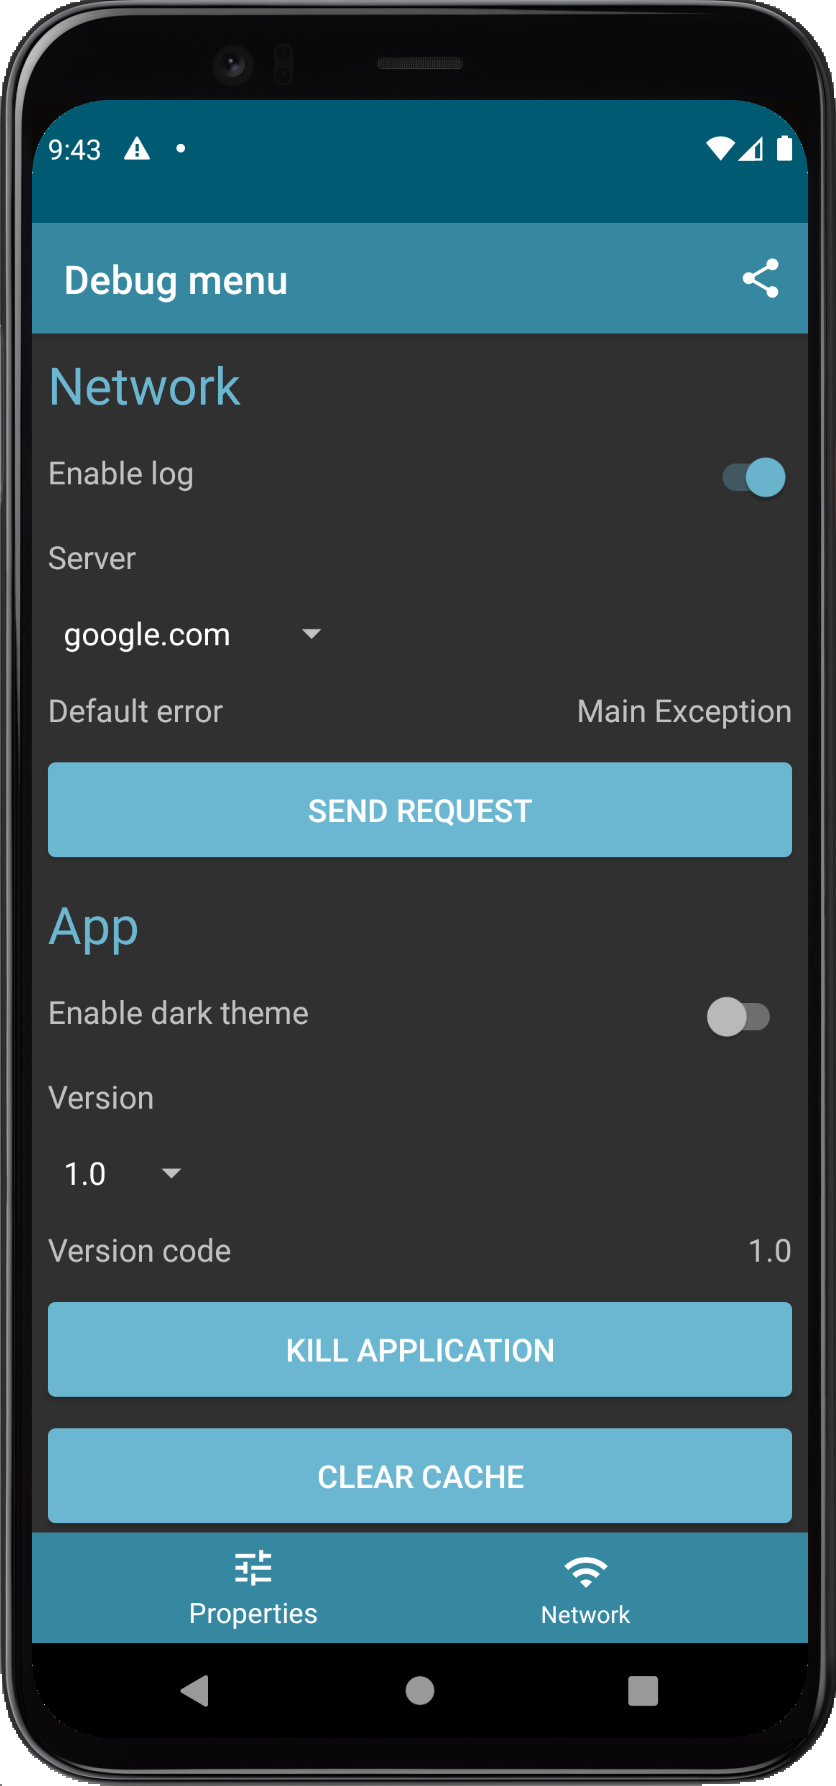 9:43
Debug menu
Network
Enable log
Server
google.com
Default error Main Exception
SEND REQUEST
App
Enable dark theme
Version
1.0
Version code 1.0
KILL APPLICATION
CLEAR CACHE
Properties Network